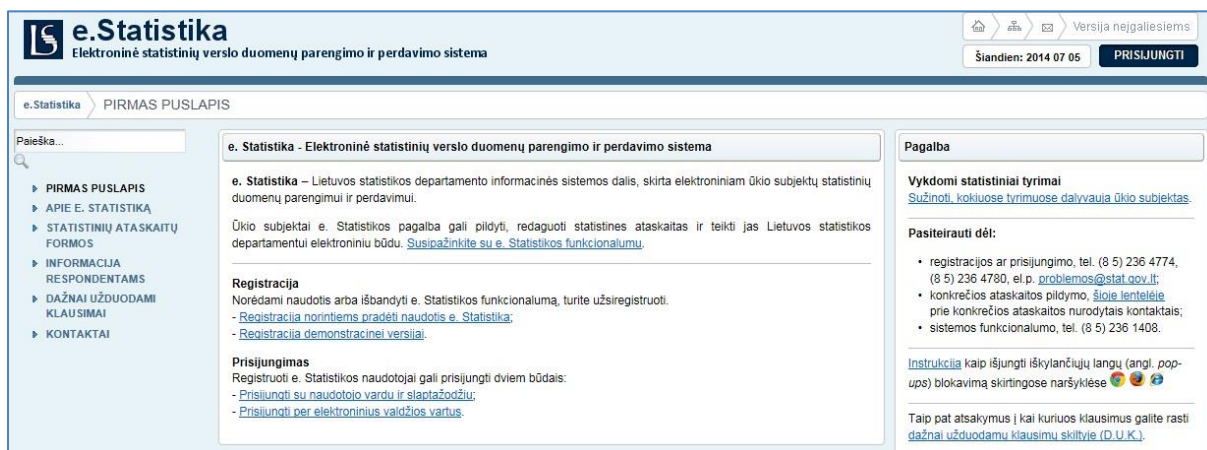 e.Statistika
Elektroninė statistinių verslo duomenų parengimo ir perdavimo sistema
Versija neįgaliesiems
Šiandien: 2014 07 05
PRISIJUNGTI
e.Statistika
PIRMAS PUSLAPIS
Paieška...
PIRMAS PUSLAPIS
APIE E. STATISTIKĄ
STATISTINIŲ ATASKAITŲ
FORMOS
INFORMACIJA
RESPONDENTAMS
DAŽNAI UŽDUODAMI
KLAUSIMAI
KONTAKTAI
e. Statistika - Elektroninė statistinių verslo duomenų parengimo ir perdavimo sistema
e. Statistika – Lietuvos statistikos departamento informacinės sistemos dalis, skirta elektroniniam ūkio subjektų statistinių
duomenų parengimui ir perdavimui.
Ūkio subjektai e. Statistikos pagalba gali pildyti, redaguoti statistines ataskaitas ir teikti jas Lietuvos statistikos
departamentui elektroniniu būdu. Susipažinkite su e. Statistikos funkcionalumu.
Registracija
Norėdami naudotis arba išbandyti e. Statistikos funkcionalumą, turite užsiregistruoti.
- Registracija norintiems pradėti naudotis e. Statistika;
- Registracija demonstracinei versijai.
Prisijungimas
Registruoti e. Statistikos naudotojai gali prisijungti dviem būdais:
- Prisijungti su naudotojo vardu ir slaptažodžiu;
- Prisijungti per elektroninius valdžios vartus.
Pagalba
Vykdomi statistiniai tyrimai
Sužinoti, kokiuose tyrimuose dalyvauja ūkio subjektas.
Pasiteirauti dėl:
• registracijos ar prisijungimo, tel. (8 5) 236 4774,
(8 5) 236 4780, el.p. problemos@stat.gov.lt;
• konkrečios ataskaitos pildymo, šioje lentelėje
prie konkrečios ataskaitos nurodytais kontaktais;
• sistemos funkcionalumo, tel. (8 5) 236 1408.
Instrukcija kaip išjungti iškylančiųjų langų (angl. pop-
ups) blokavimą skirtingose naršyklėse
Taip pat atsakymus į kai kuriuos klausimus galite rasti
dažnai užduodamų klausimų skiltyje (D.U.K.).